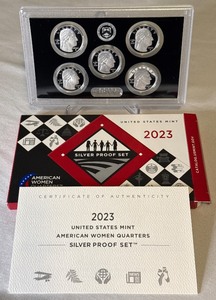 UNITED STATES MINT
2023
SILVER PROOF SET
AMERICAN WOMEN
CERTIFICATE OF AUTHENTICITY
2023
UNITED STATES MINT
AMERICAN WOMEN QUARTERS
SILVER PROOF SET™